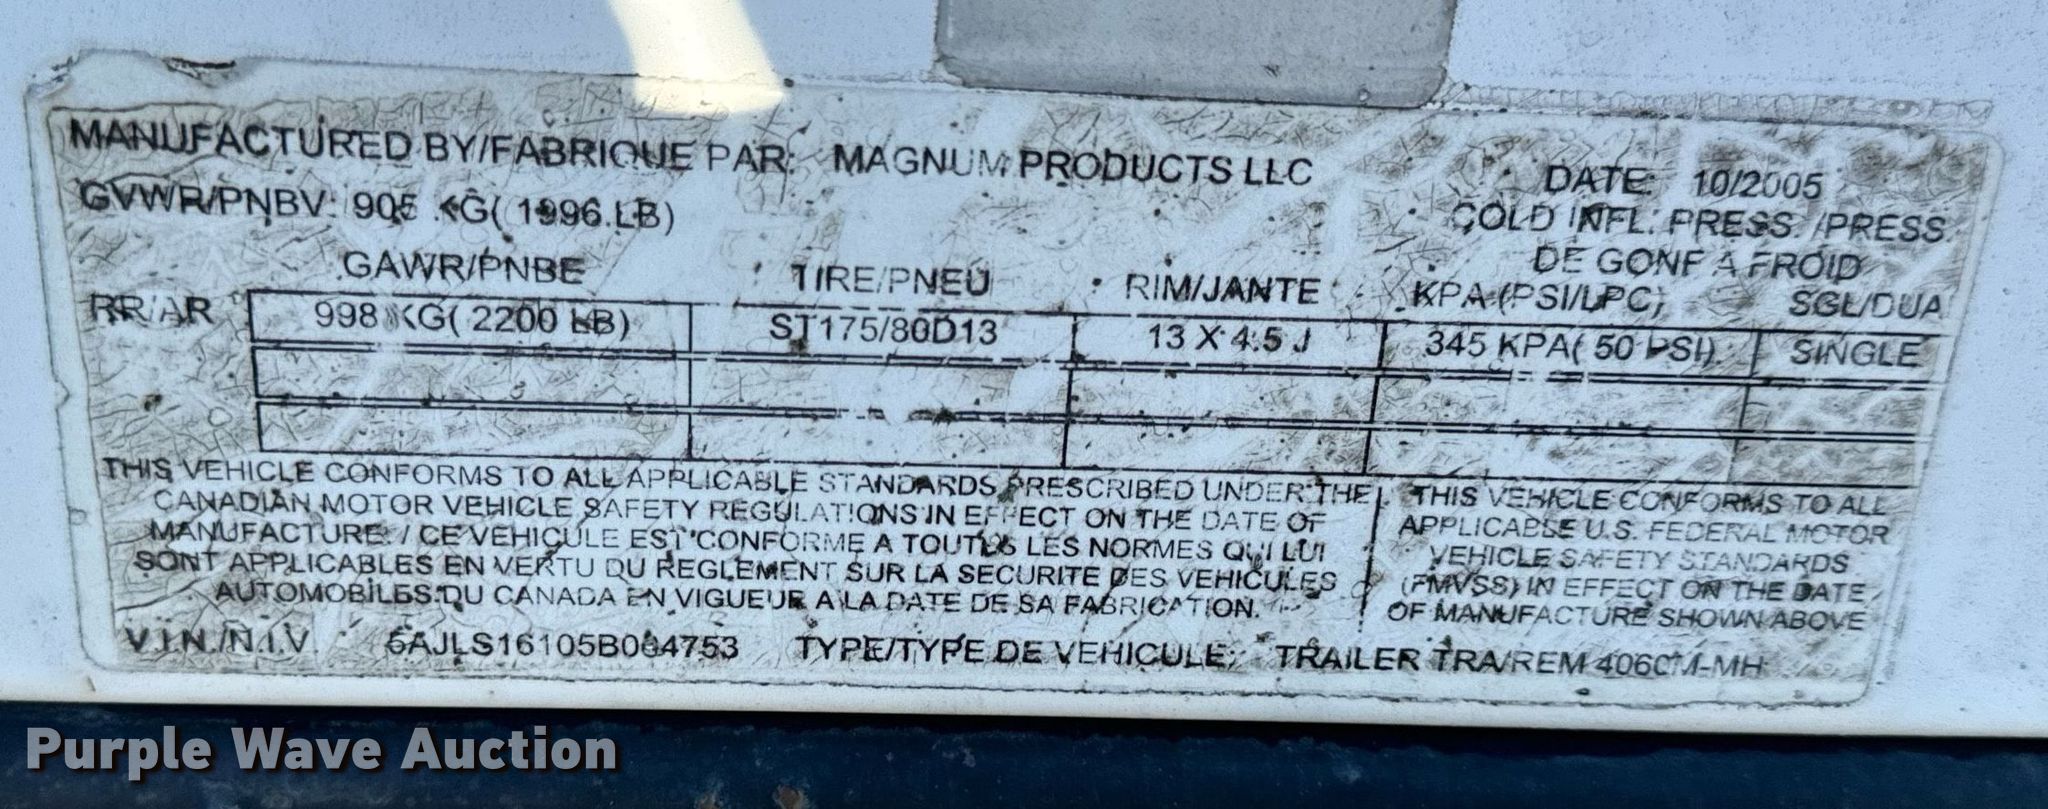 MANUFACTURED BY/FABRIQUE PAR: MAGNUM PRODUCTS LLC DATE: 10/2005
GVWR/PNBV: 905 KG( 1996 LB) COLD INFL. PRESS. /PRESS.
DE GONF A FROID
GAWR/PNBE TIRE/PNEU RIM/JANTE KPA (PSI/LPC) SGL/DUA
RR/AR 998 KG( 2200 LB) ST175/80D13 13 X 4.5 J 345 KPA( 50 PSI) SINGLE
THIS VEHICLE CONFORMS TO ALL APPLICABLE STANDARDS PRESCRIBED UNDER THE
CANADIAN MOTOR VEHICLE SAFETY REGULATIONS IN EFFECT ON THE DATE OF
MANUFACTURE. / CE VEHICULE EST CONFORME A TOUTES LES NORMES QUI LUI
SONT APPLICABLES EN VERTU DU REGLEMENT SUR LA SECURITE DES VEHICULES
AUTOMOBILES DU CANADA EN VIGUEUR A LA DATE DE SA FABRICATION.
THIS VEHICLE CONFORMS TO ALL
APPLICABLE U.S. FEDERAL MOTOR
VEHICLE SAFETY STANDARDS
(FMVSS) IN EFFECT ON THE DATE
OF MANUFACTURE SHOWN ABOVE
V.I.N./N.I.V. 5AJLS16105B004753 TYPE/TYPE DE VEHICULE: TRAILER TRA/REM 4060M-MH
Purple Wave Auction